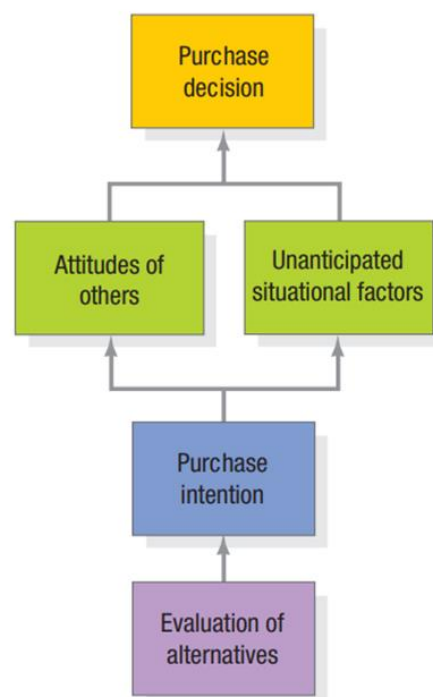 Purchase
decision
Attitudes of
others
Unanticipated
situational factors
Purchase
intention
Evaluation of
alternatives